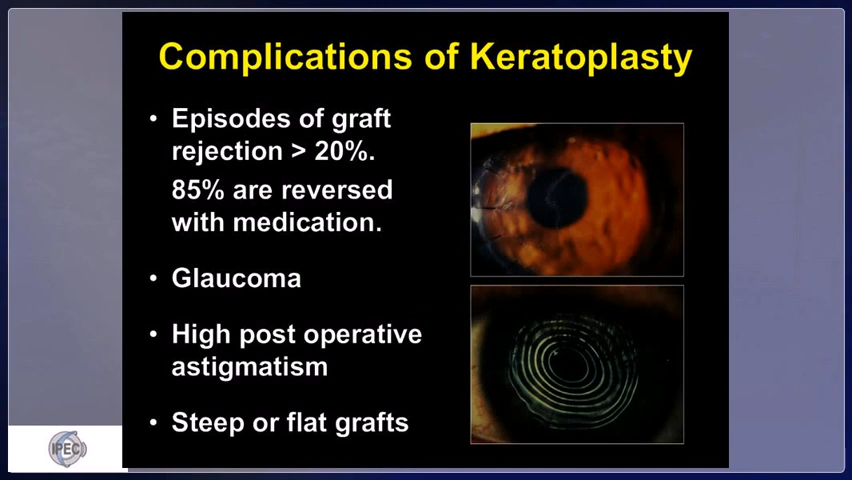 Complications of Keratoplasty
• Episodes of graft
rejection > 20%.
85% are reversed
with medication.
• Glaucoma
• High post operative
astigmatism
• Steep or flat grafts
IPEC